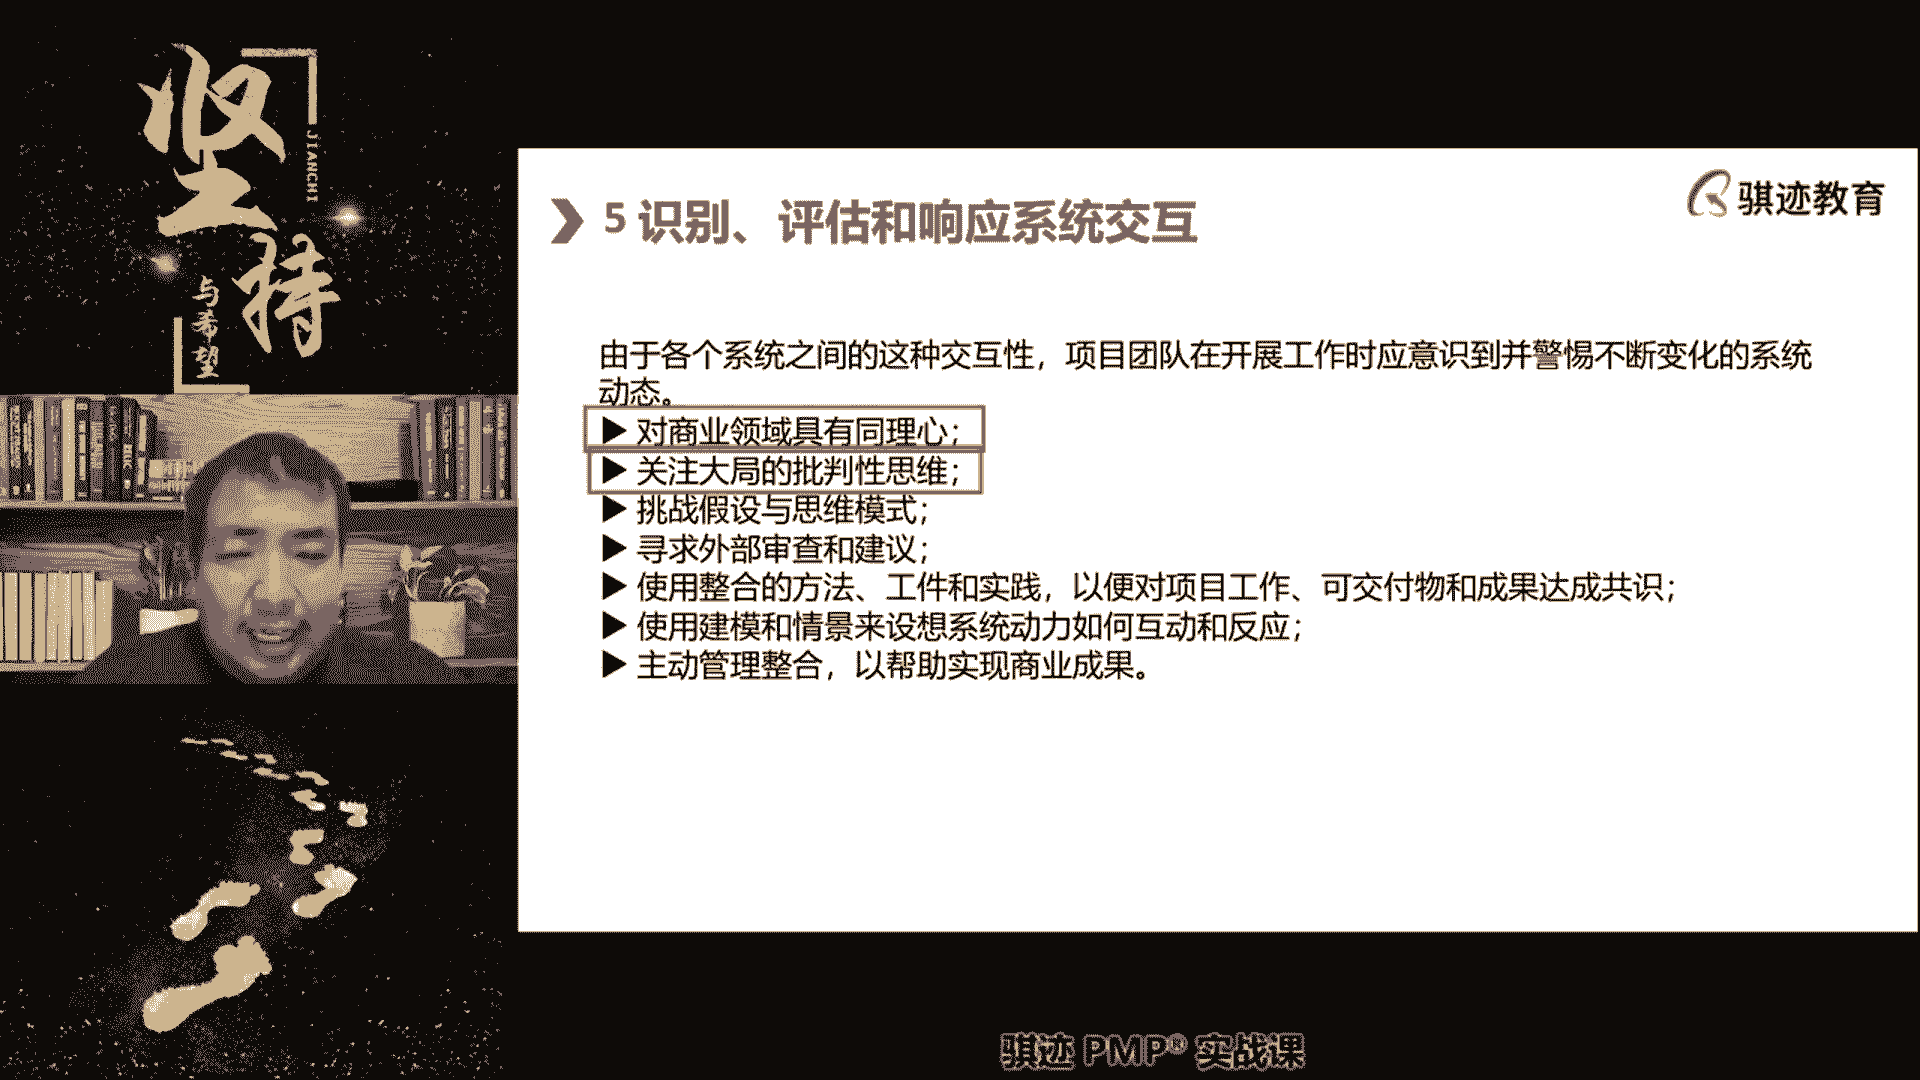 坚持
JIANCHI
与希望
骐迹教育
5 识别、评估和响应系统交互
由于各个系统之间的这种交互性，项目团队在开展工作时应意识到并警惕不断变化的系统
动态。
▶ 对商业领域具有同理心；
▶ 关注大局的批判性思维；
▶ 挑战假设与思维模式；
▶ 寻求外部审查和建议；
▶ 使用整合的方法、工件和实践，以便对项目工作、可交付物和成果达成共识；
▶ 使用建模和情景来设想系统动力如何互动和反应；
▶ 主动管理整合，以帮助实现商业成果。
骐迹 PMP® 实战课